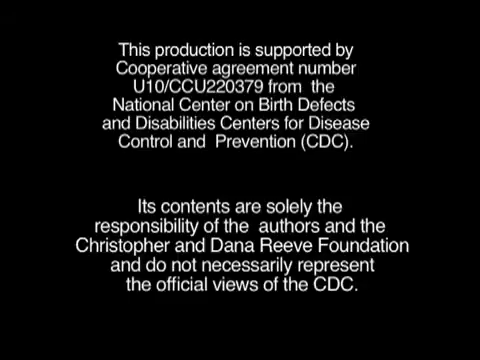 This production is supported by
Cooperative agreement number
U10/CCU220379 from the
National Center on Birth Defects
and Disabilities Centers for Disease
Control and Prevention (CDC).
Its contents are solely the
responsibility of the authors and the
Christopher and Dana Reeve Foundation
and do not necessarily represent
the official views of the CDC.